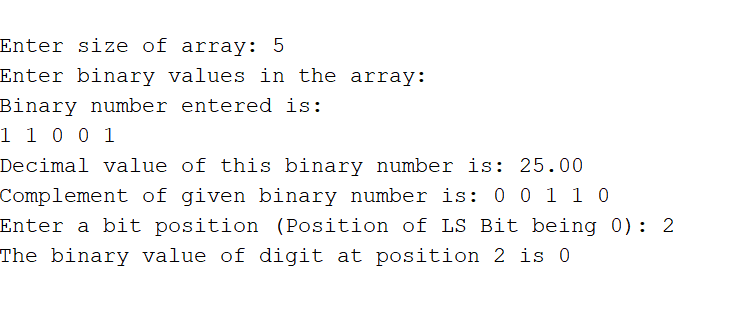 Enter size of array: 5
Enter binary values in the array:
Binary number entered is:
1 1 0 0 1
Decimal value of this binary number is: 25.00
Complement of given binary number is: 0 0 1 1 0
Enter a bit position (Position of LS Bit being 0): 2
The binary value of digit at position 2 is 0